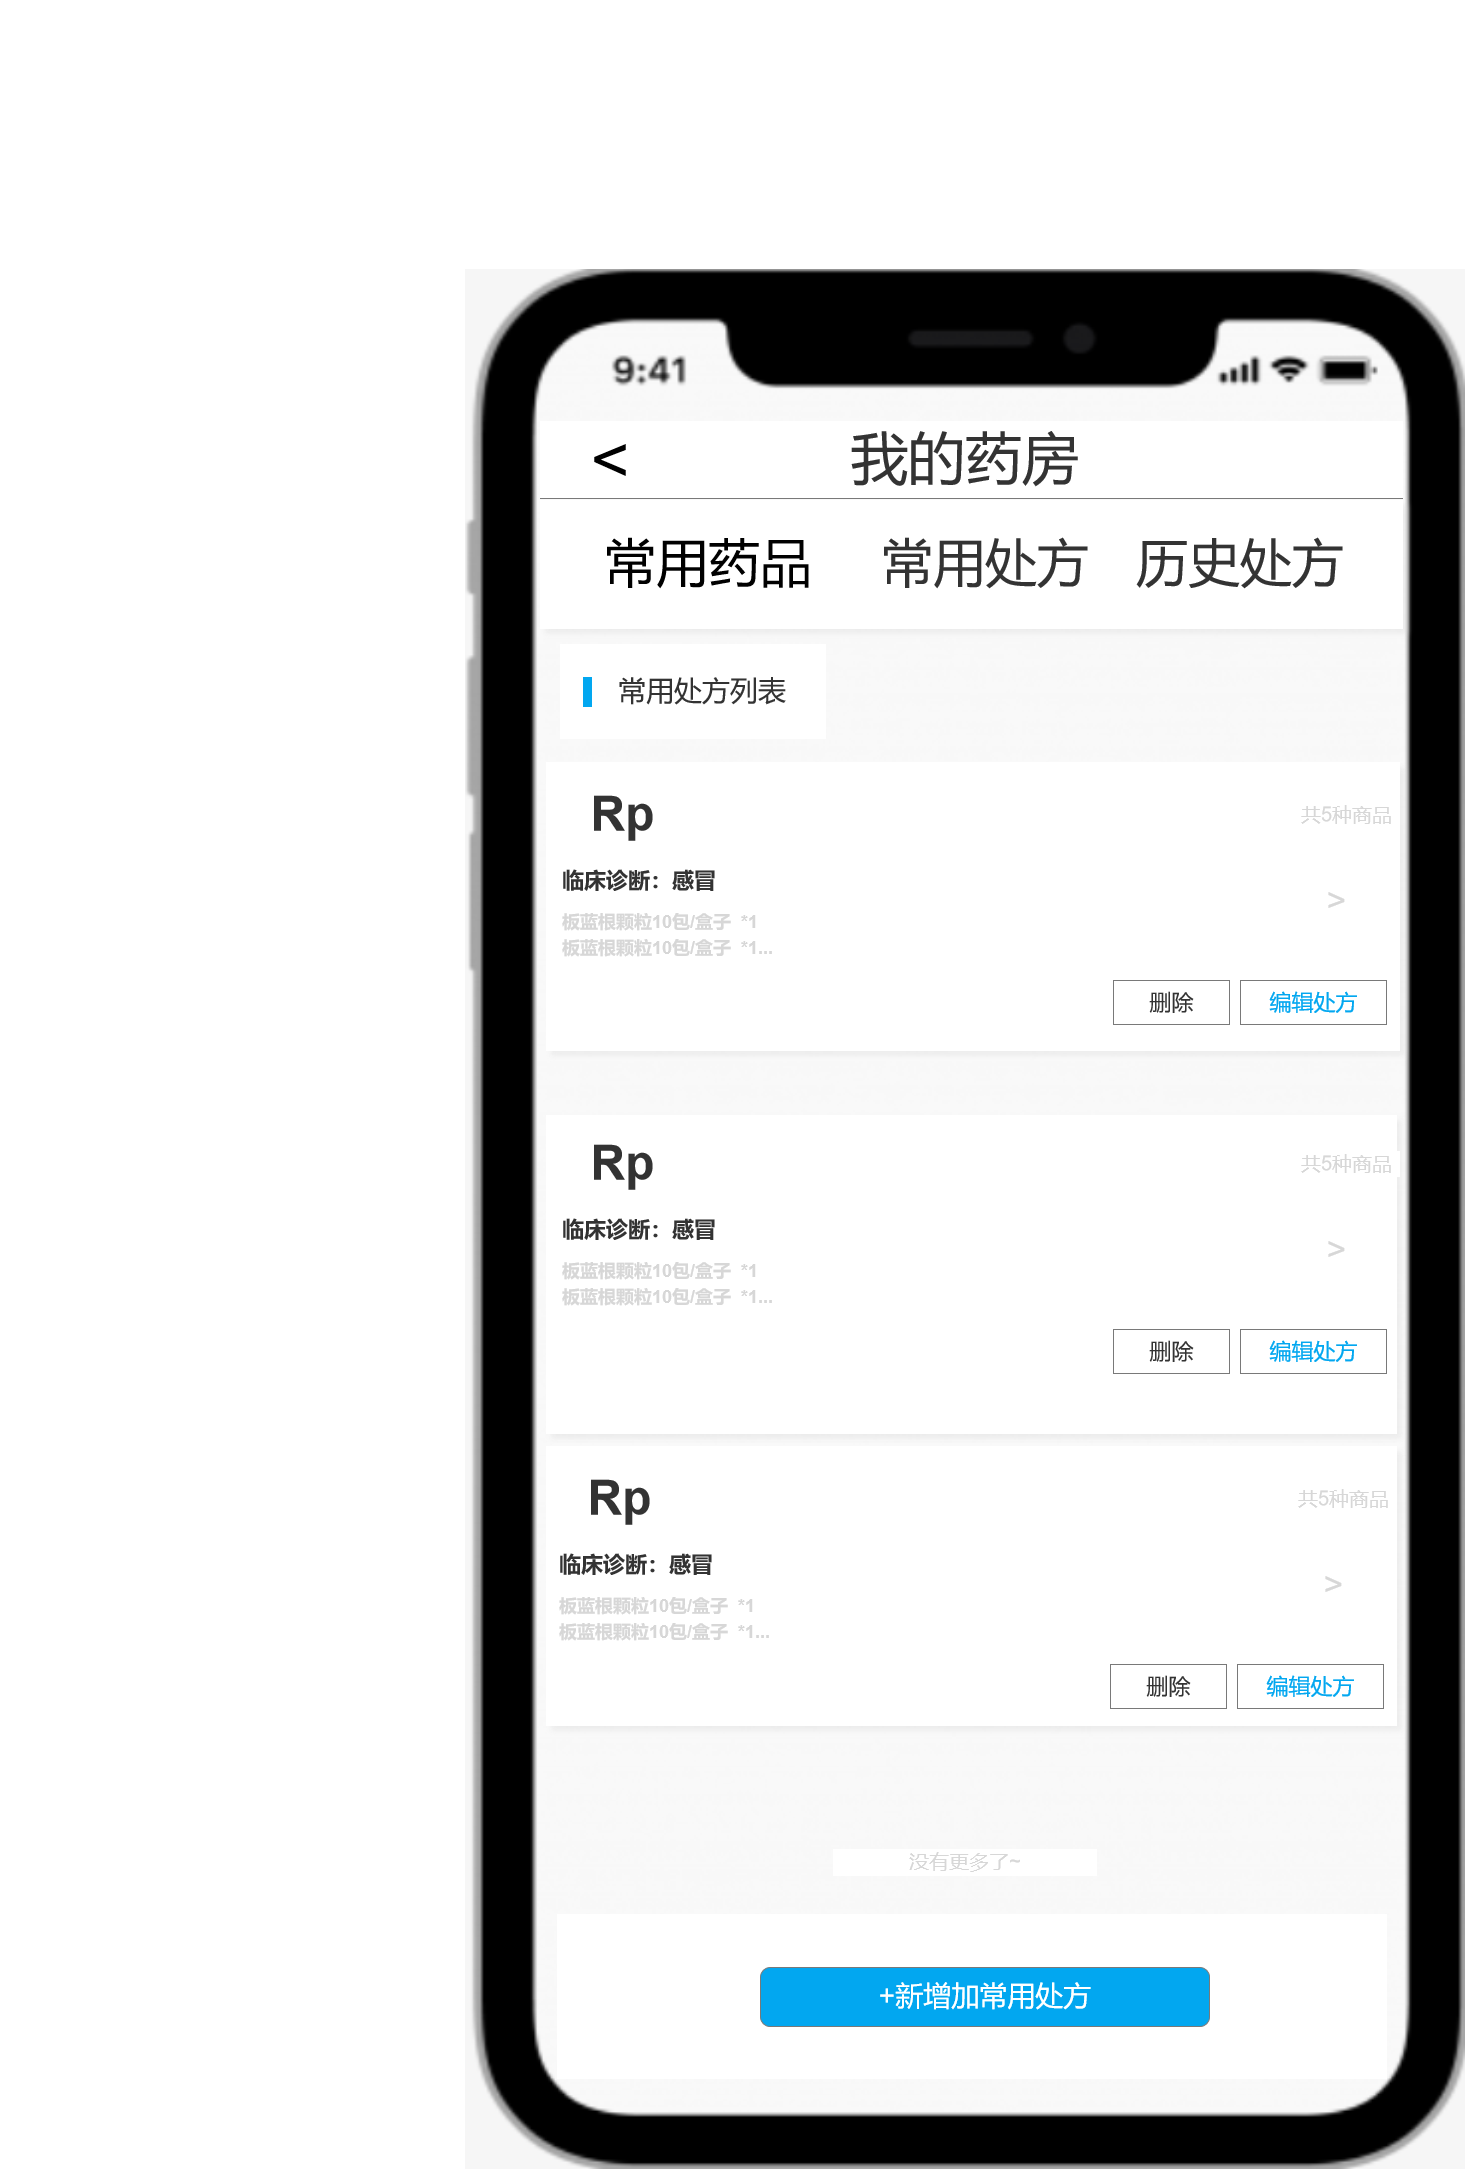 9:41
< 我的药房
常用药品 常用处方 历史处方
常用处方列表
Rp 共5种商品
临床诊断：感冒
>
板蓝根颗粒10包/盒子 *1
板蓝根颗粒10包/盒子 *1...
删除 编辑处方
Rp 共5种商品
临床诊断：感冒
>
板蓝根颗粒10包/盒子 *1
板蓝根颗粒10包/盒子 *1...
删除 编辑处方
Rp 共5种商品
临床诊断：感冒
>
板蓝根颗粒10包/盒子 *1
板蓝根颗粒10包/盒子 *1...
删除 编辑处方
没有更多了~
+新增加常用处方